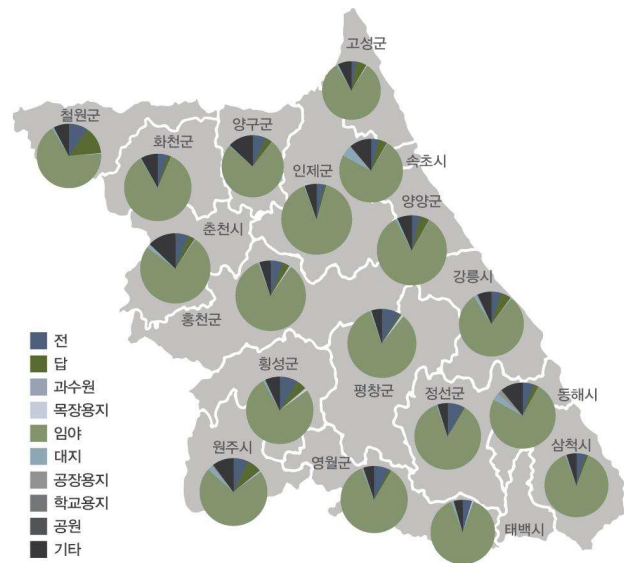 고성군
철원군
화천군
양구군
인제군
속초시
양양군
춘천시
강릉시
홍천군
횡성군
평창군
정선군
동해시
원주시
영월군
삼척시
태백시
전
답
과수원
목장용지
임야
대지
공장용지
학교용지
공원
기타